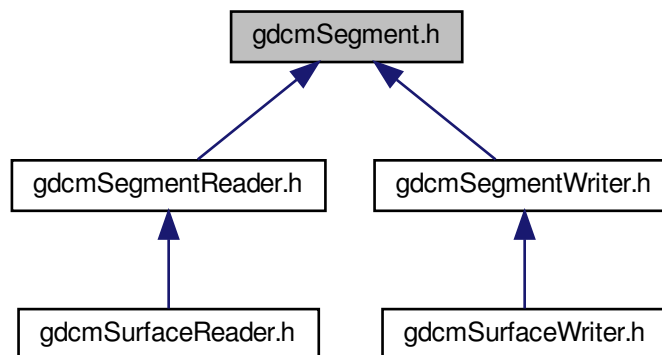 gdcmSegment.h
gdcmSegmentReader.h
gdcmSegmentWriter.h
gdcmSurfaceReader.h
gdcmSurfaceWriter.h